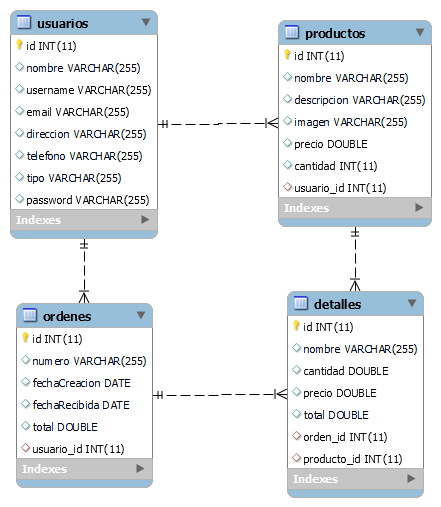 usuarios
id INT(11)
nombre VARCHAR(255)
username VARCHAR(255)
email VARCHAR(255)
direccion VARCHAR(255)
telefono VARCHAR(255)
tipo VARCHAR(255)
password VARCHAR(255)
Indexes
productos
id INT(11)
nombre VARCHAR(255)
descripcion VARCHAR(255)
imagen VARCHAR(255)
precio DOUBLE
cantidad INT(11)
usuario_id INT(11)
Indexes
ordenes
id INT(11)
numero VARCHAR(255)
fechaCreacion DATE
fechaRecibida DATE
total DOUBLE
usuario_id INT(11)
Indexes
detalles
id INT(11)
nombre VARCHAR(255)
cantidad DOUBLE
precio DOUBLE
total DOUBLE
orden_id INT(11)
producto_id INT(11)
Indexes